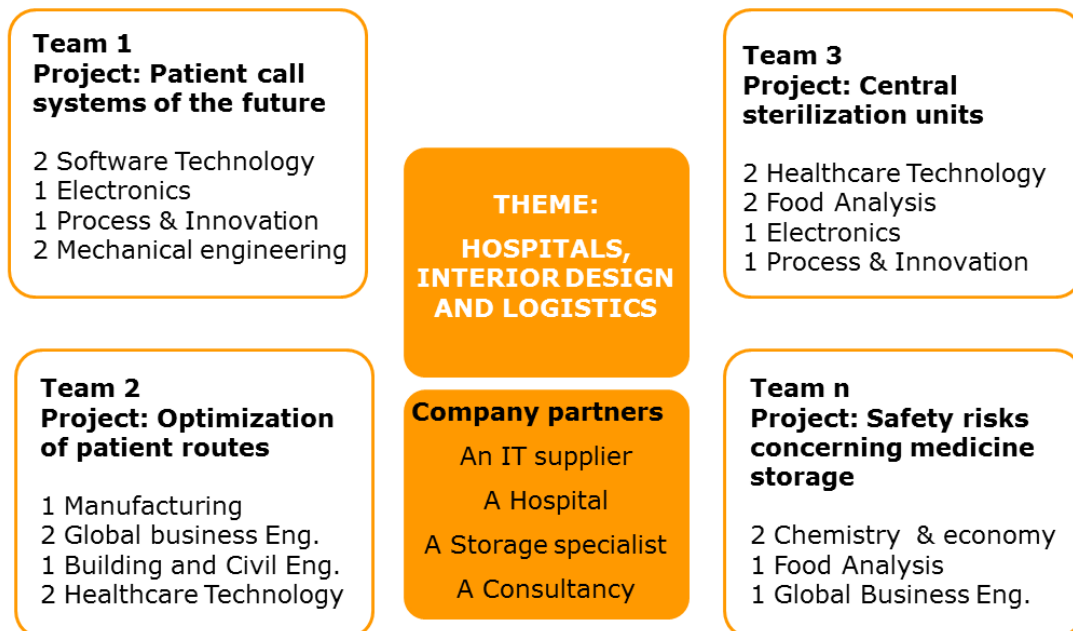 Team 1
Project: Patient call
systems of the future
2 Software Technology
1 Electronics
1 Process & Innovation
2 Mechanical engineering
Team 2
Project: Optimization
of patient routes
1 Manufacturing
2 Global business Eng.
1 Building and Civil Eng.
2 Healthcare Technology
THEME:
HOSPITALS,
INTERIOR DESIGN
AND LOGISTICS
Company partners
An IT supplier
A Hospital
A Storage specialist
A Consultancy
Team 3
Project: Central
sterilization units
2 Healthcare Technology
2 Food Analysis
1 Electronics
1 Process & Innovation
Team n
Project: Safety risks
concerning medicine
storage
2 Chemistry & economy
1 Food Analysis
1 Global Business Eng.